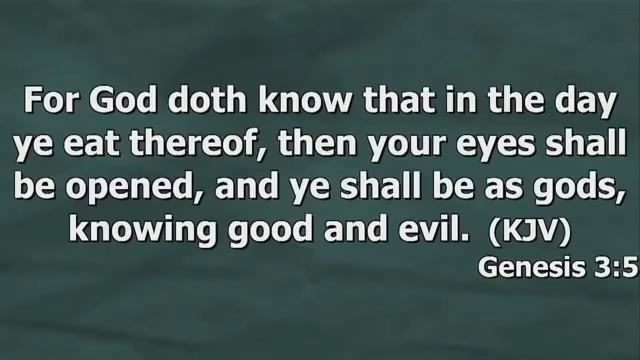 For God doth know that in the day
ye eat thereof, then your eyes shall
be opened, and ye shall be as gods,
knowing good and evil. (KJV)
Genesis 3:5